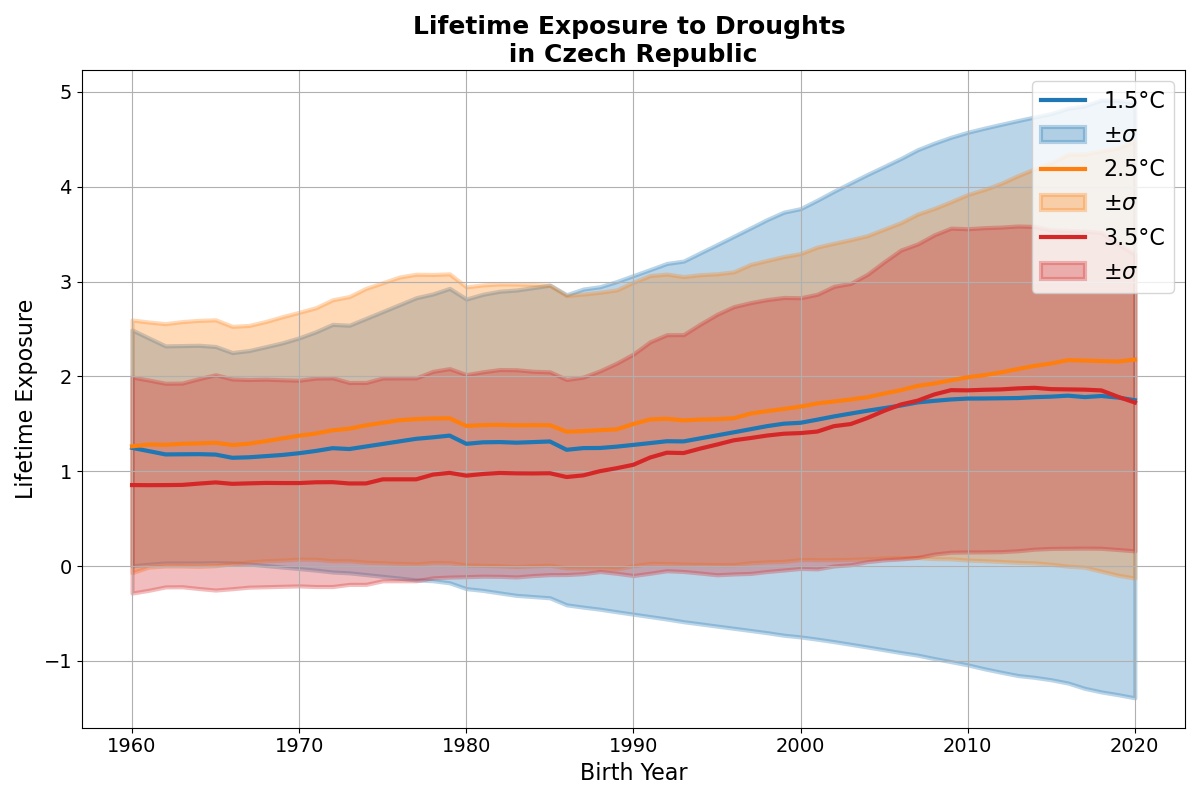 Lifetime Exposure to Droughts
in Czech Republic
1.5°C
±σ
2.5°C
±σ
3.5°C
±σ
Lifetime Exposure
5
4
3
2
1
0
−1
1960
1970
1980
1990
2000
2010
2020
Birth Year